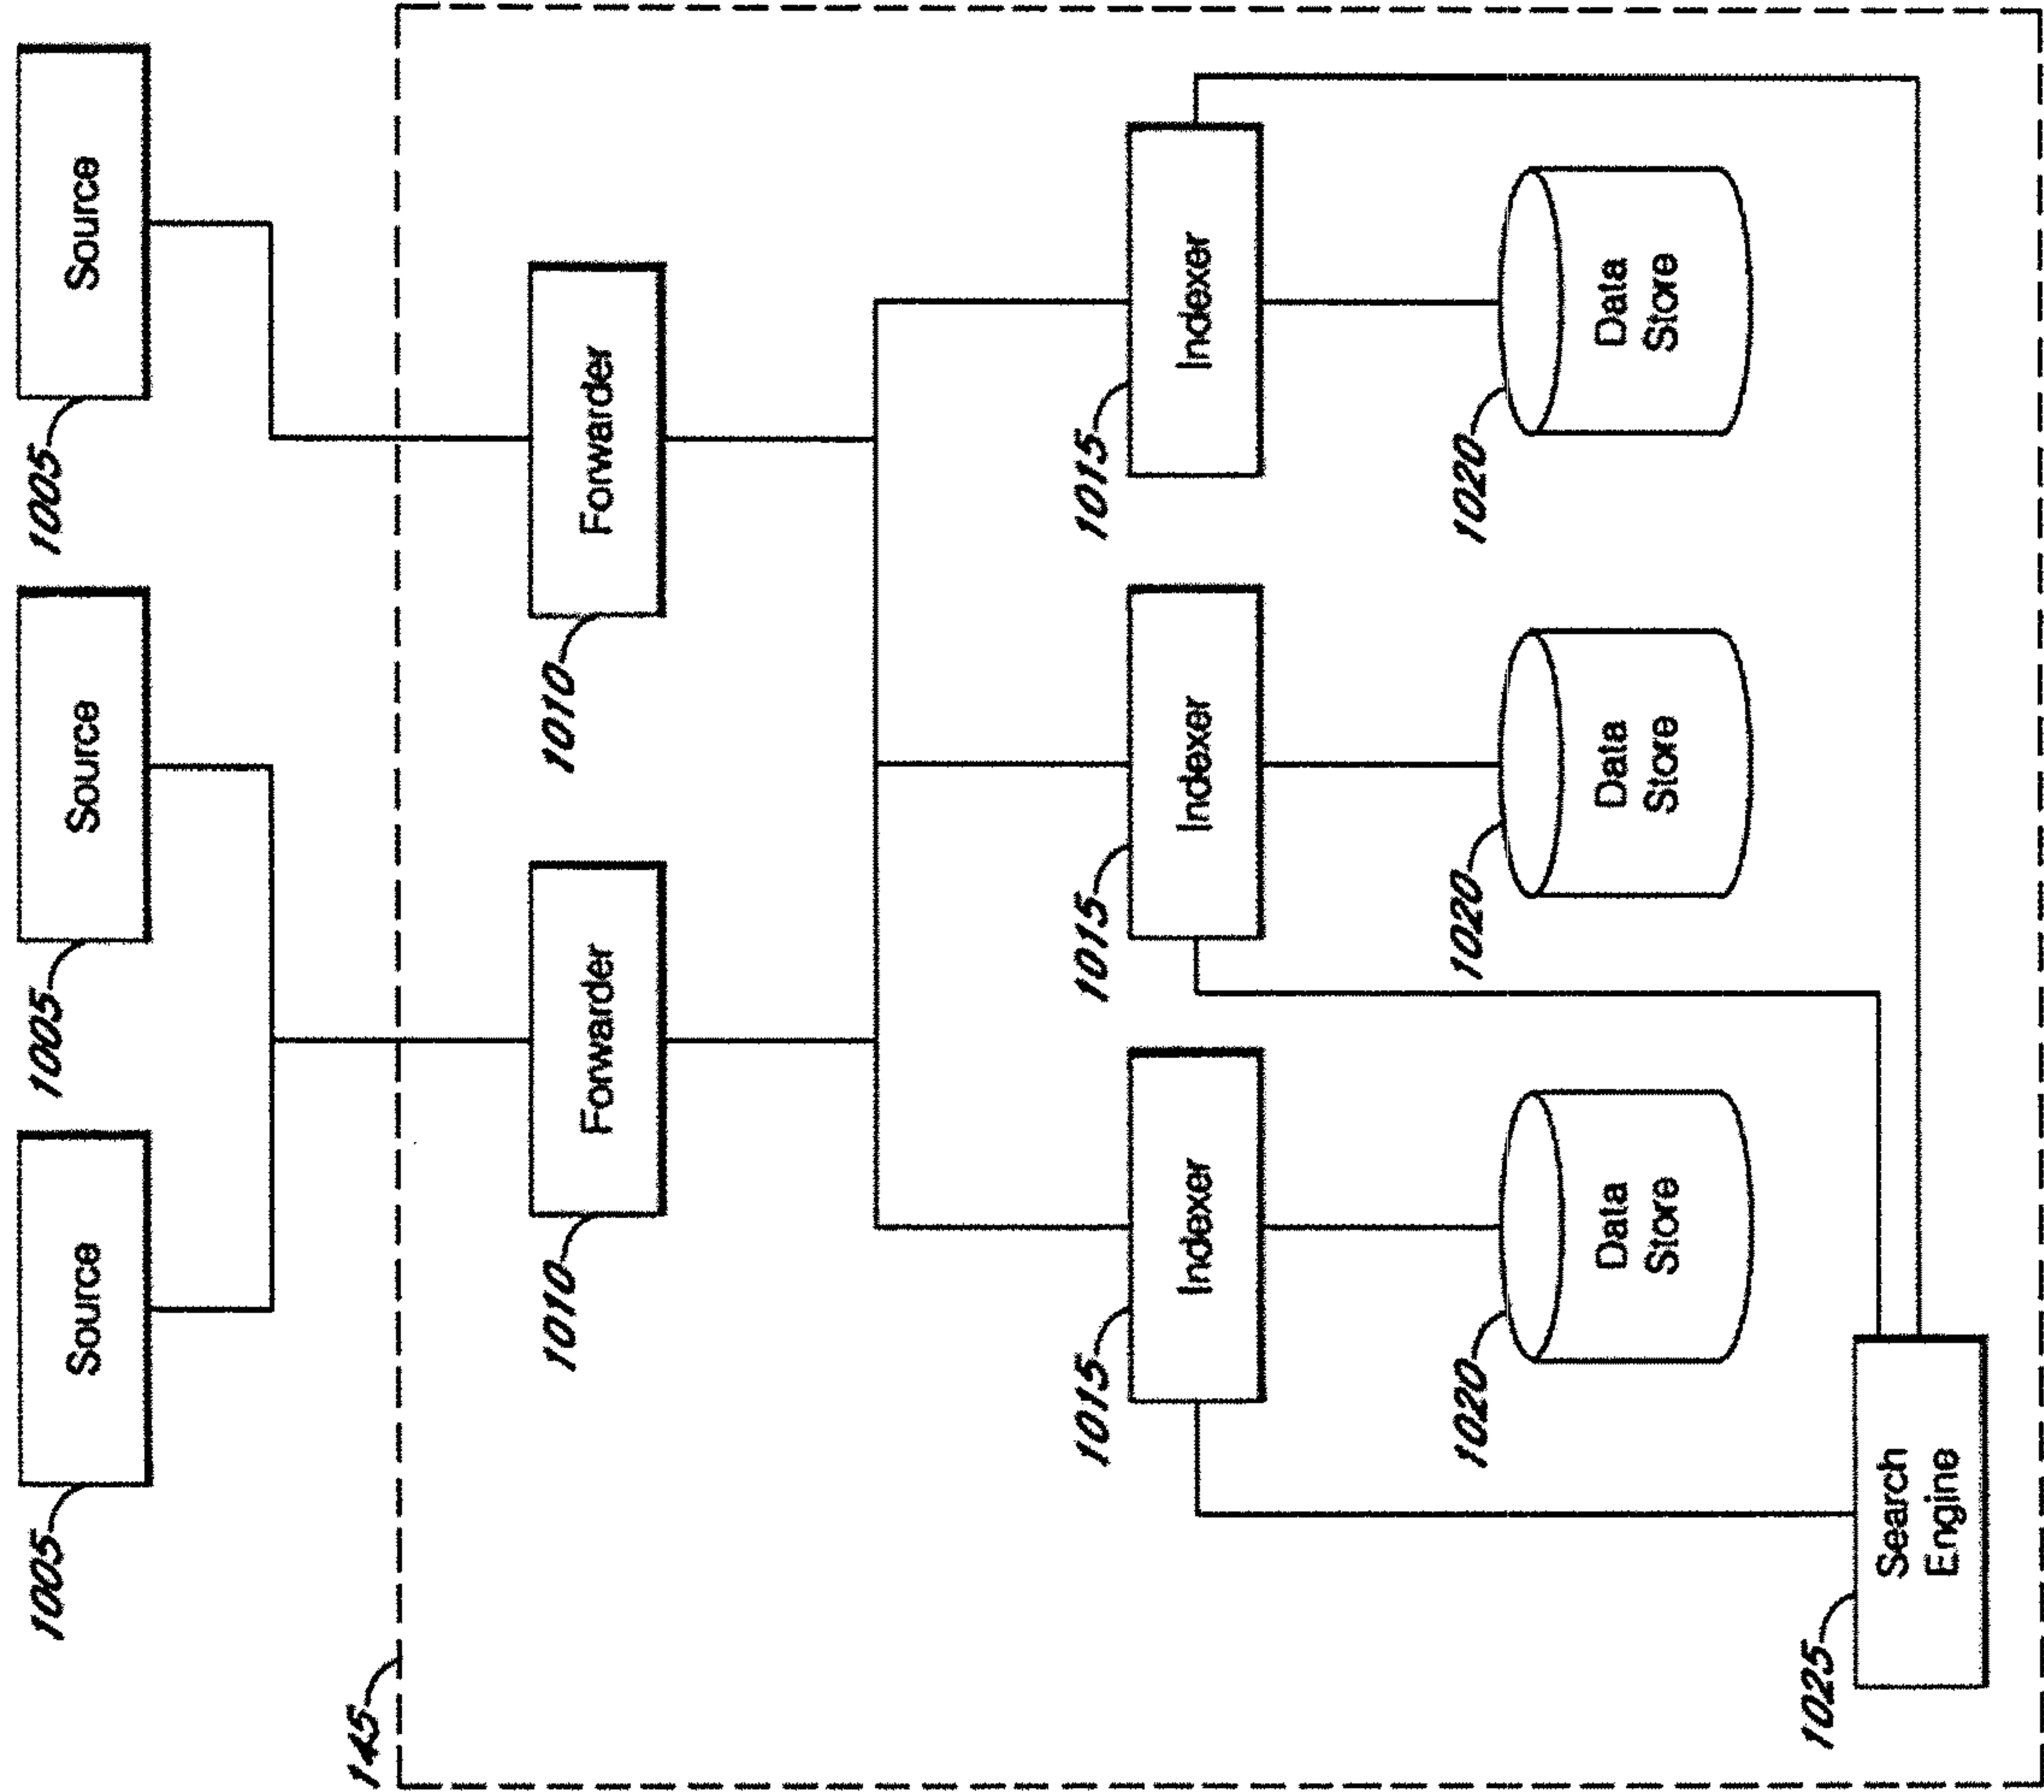 1005
Source
1005
Source
1005
Source
145
1010
Forwarder
1010
Forwarder
1015
Indexer
1015
Indexer
1015
Indexer
1020
Data
Store
1020
Data
Store
1020
Data
Store
1025
Search
Engine